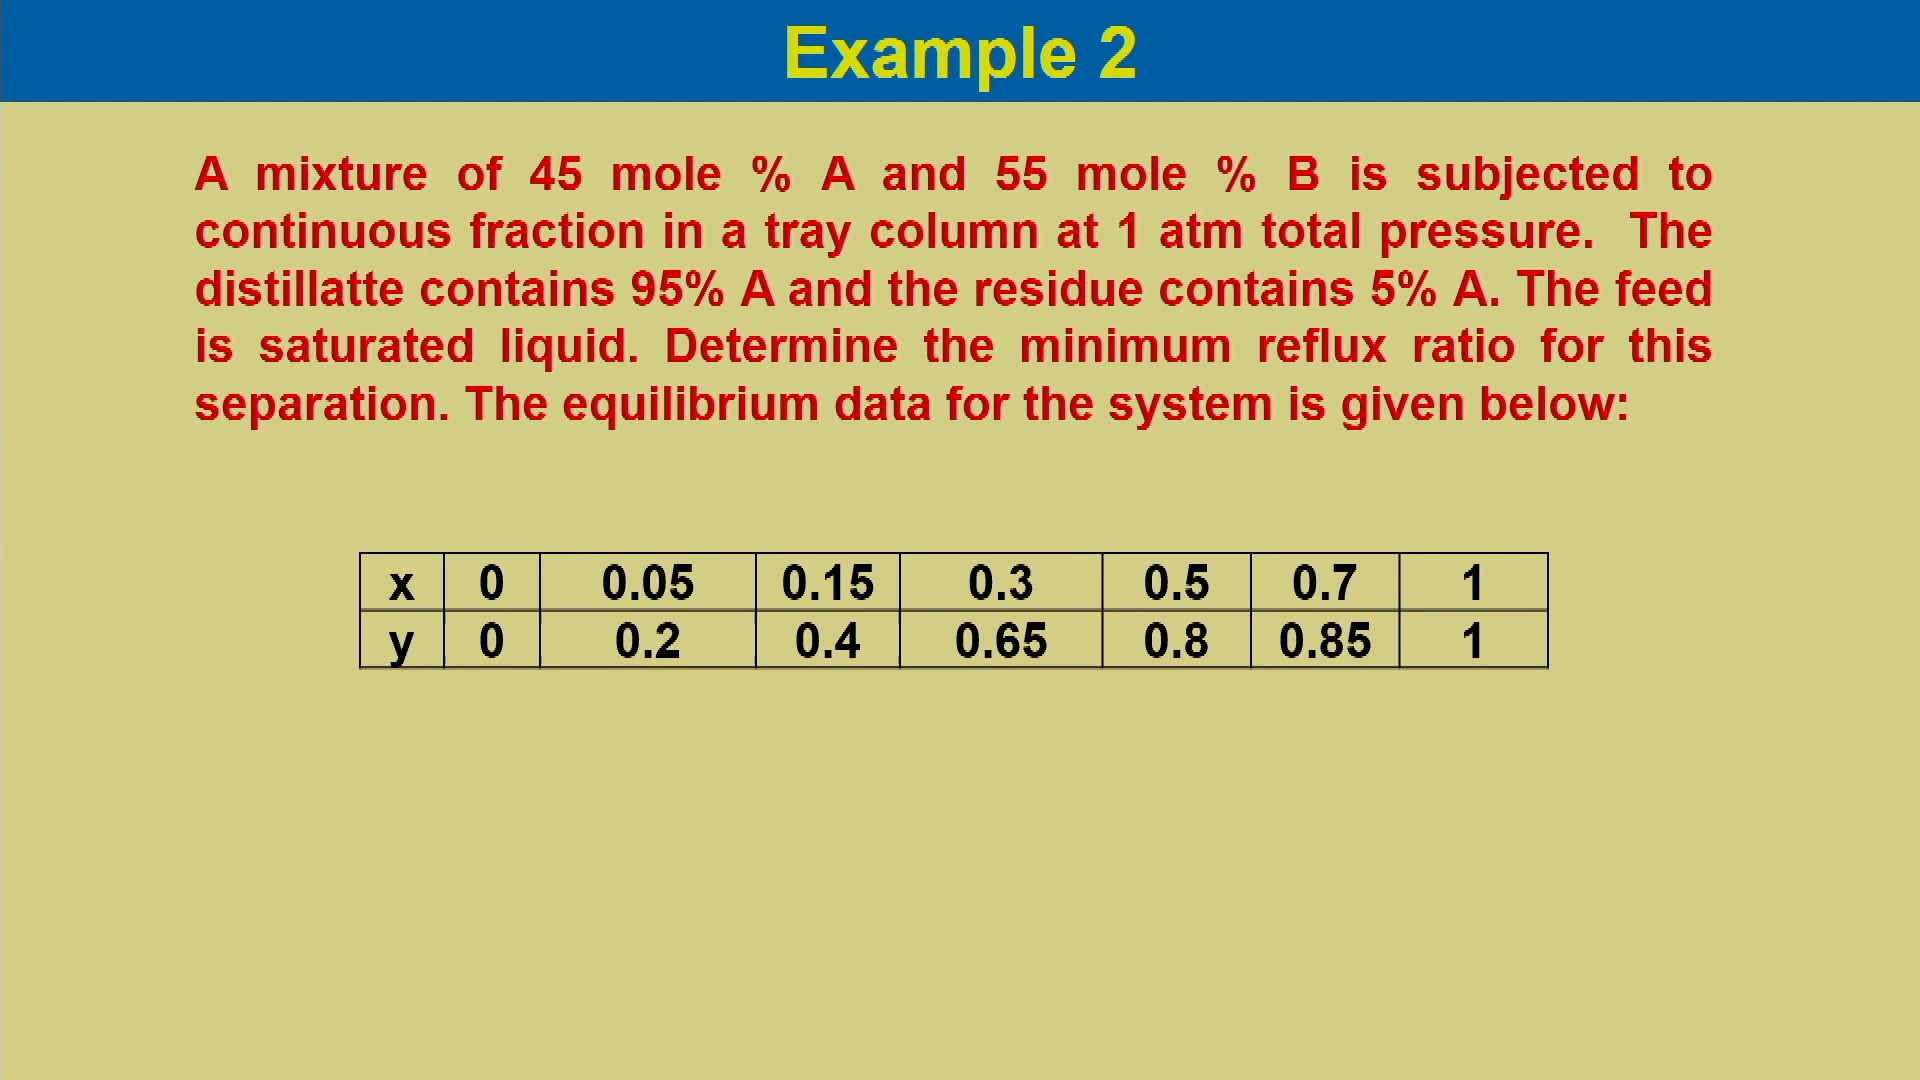 Example 2
A mixture of 45 mole % A and 55 mole % B is subjected to
continuous fraction in a tray column at 1 atm total pressure. The
distillatte contains 95% A and the residue contains 5% A. The feed
is saturated liquid. Determine the minimum reflux ratio for this
separation. The equilibrium data for the system is given below:
x 0 0.05 0.15 0.3 0.5 0.7 1
y 0 0.2 0.4 0.65 0.8 0.85 1